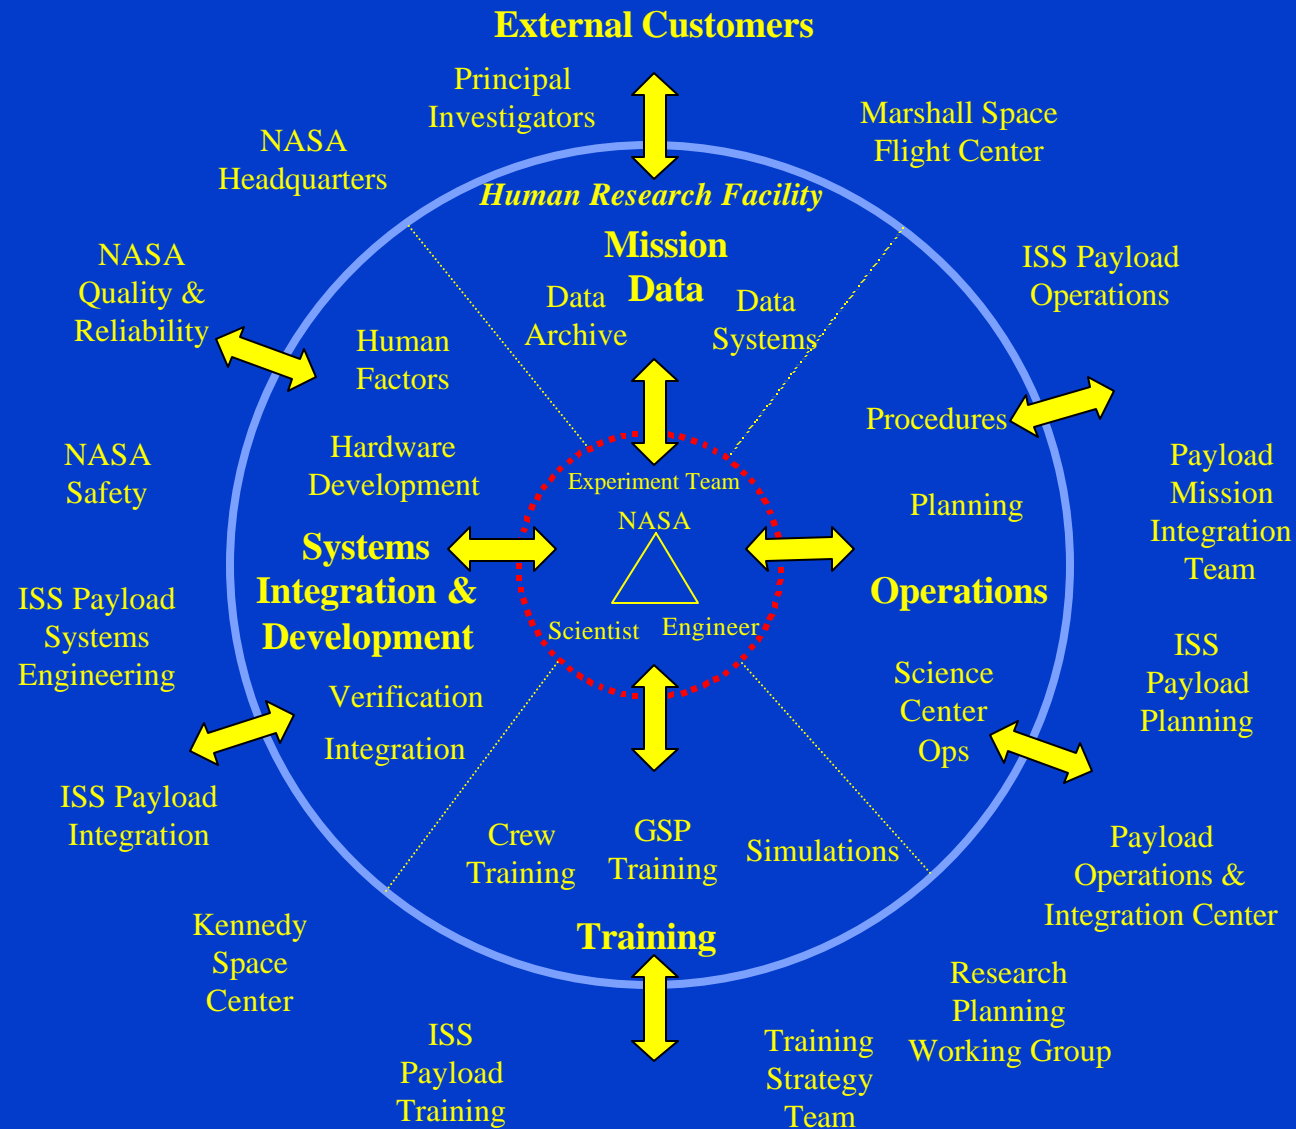 External Customers
Principal
Investigators
Marshall Space
Flight Center
NASA
Headquarters
Human Research Facility
Mission
Data
Data
Archive
Data
Systems
NASA
Quality &
Reliability
ISS Payload
Operations
Human
Factors
Procedures
NASA
Safety
Hardware
Development
Experiment Team
NASA
Scientist
Engineer
Planning
Payload
Mission
Integration
Team
Systems
Integration &
Development
Operations
ISS Payload
Systems
Engineering
Verification
Integration
Science
Center
Ops
ISS
Payload
Planning
ISS Payload
Integration
Crew
Training
GSP
Training
Simulations
Payload
Operations &
Integration Center
Training
Kennedy
Space
Center
ISS
Payload
Training
Training
Strategy
Team
Research
Planning
Working Group